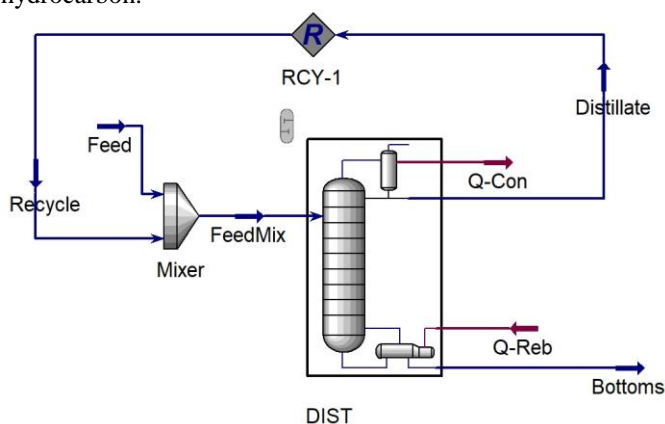 hydrocarbon.
R
RCY-1
Distillate
Feed
Q-Con
Recycle
FeedMix
Mixer
Q-Reb
Bottoms
DIST